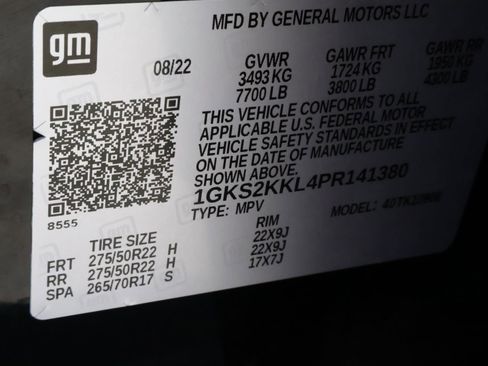 gm
MFD BY GENERAL MOTORS LLC
08/22 GVWR GAWR FRT GAWR RR
3493 KG 1724 KG 1950 KG
7700 LB 3800 LB 4300 LB
THIS VEHICLE CONFORMS TO ALL
APPLICABLE U.S. FEDERAL MOTOR
VEHICLE SAFETY STANDARDS IN EFFECT
ON THE DATE OF MANUFACTURE
SHOWN ABOVE.
1GKS2KKL4PR141380
TYPE: MPV MODEL:
8555
TIRE SIZE RIM
FRT 275/50R22 H 22X9J
RR 275/50R22 H 22X9J
SPA 265/70R17 S 17X7J